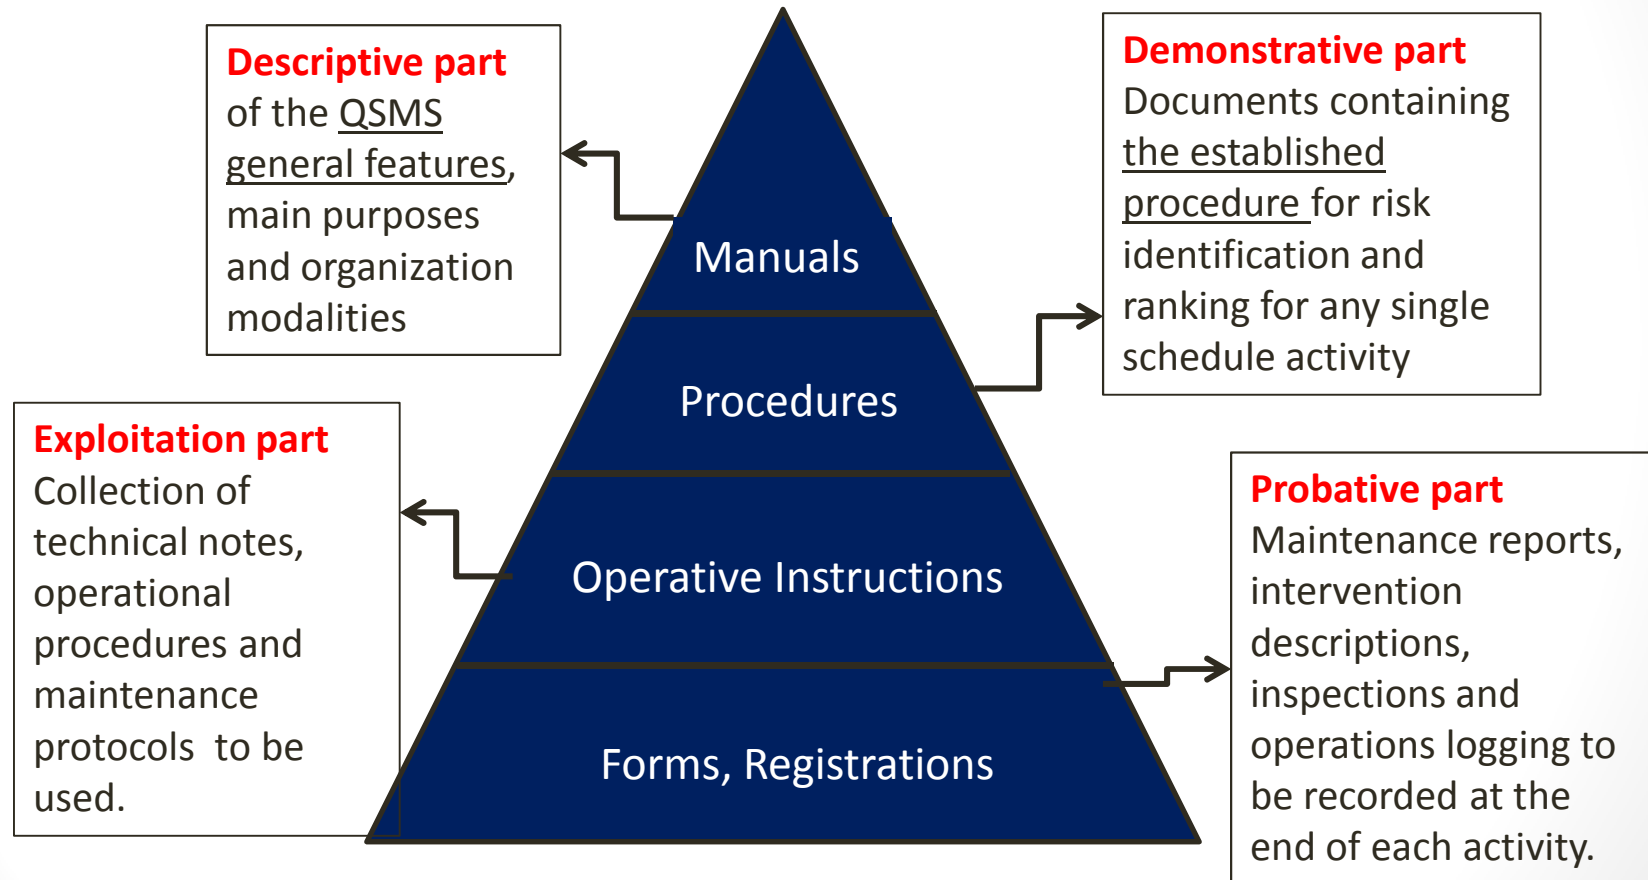 Descriptive part
of the QSMS
general features,
main purposes
and organization
modalities
Demonstrative part
Documents containing
the established
procedure for risk
identification and
ranking for any single
schedule activity
Manuals
Procedures
Exploitation part
Collection of
technical notes,
operational
procedures and
maintenance
protocols  to be
used.
Operative Instructions
Probative part
Maintenance reports,
intervention
descriptions,
inspections and
operations logging to
be recorded at the
end of each activity.
Forms, Registrations